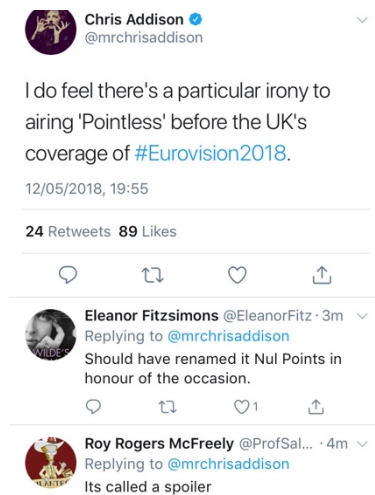 Chris Addison
@mrchrisaddison
I do feel there's a particular irony to
airing 'Pointless' before the UK's
coverage of #Eurovision2018.
12/05/2018, 19:55
24 Retweets 89 Likes
Eleanor Fitzsimons @EleanorFitz · 3m
Replying to @mrchrisaddison
Should have renamed it Nul Points in
honour of the occasion.
1
WILDE'S
Roy Rogers McFreely @ProfSal... · 4m
Replying to @mrchrisaddison
Its called a spoiler